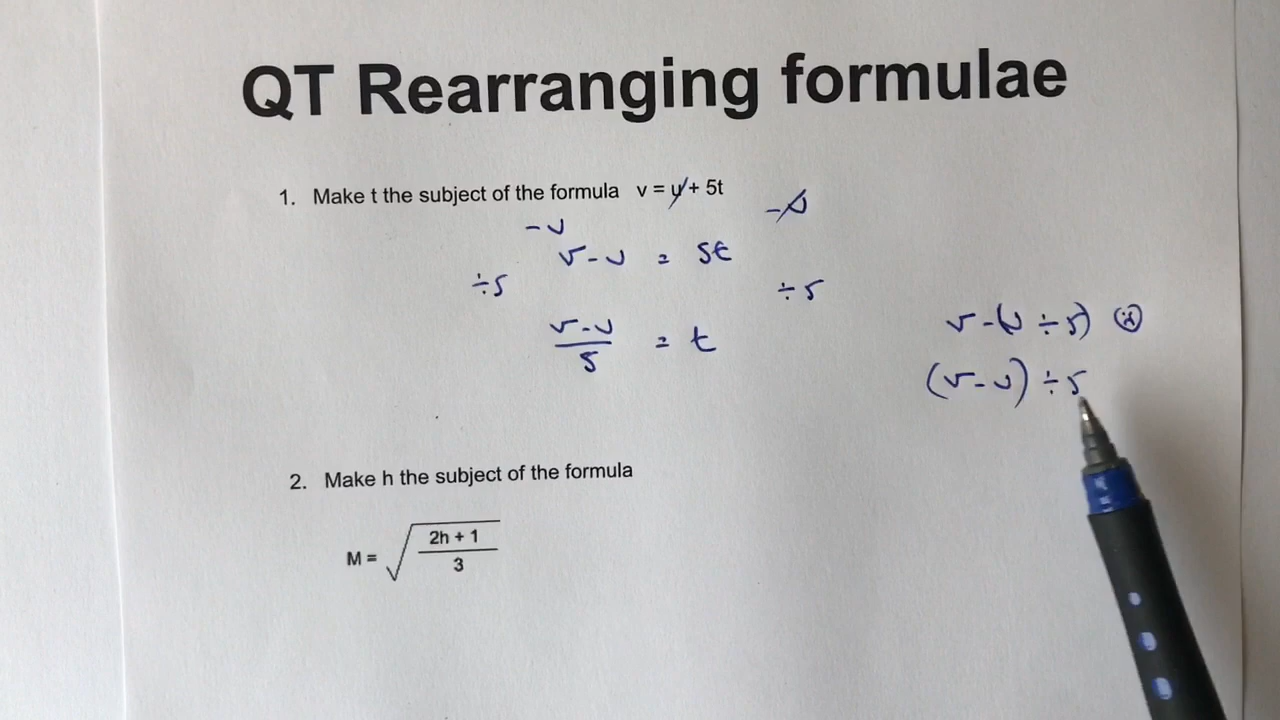 QT Rearranging formulae
1. Make t the subject of the formula v = u + 5t
-u -u
v-u = 5t
÷5 ÷5
v-u/5 = t
v-(u ÷5)
(v-u) ÷5
2. Make h the subject of the formula
M = √((2h + 1)/3)